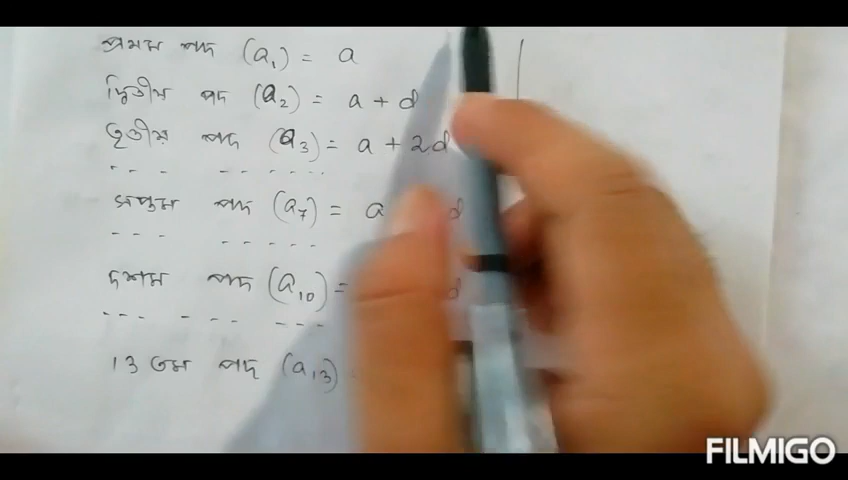 প্রথম পদ (a₁) = a
দ্বিতীয় পদ (a₂) = a + d
তৃতীয় পদ (a₃) = a + 2d
... ......
সপ্তম পদ (a₇) = a d
--- -----
দশম পদ (a₁₀) = d
--- --- ---
13 তম পদ (a₁₃)
FILMIGO